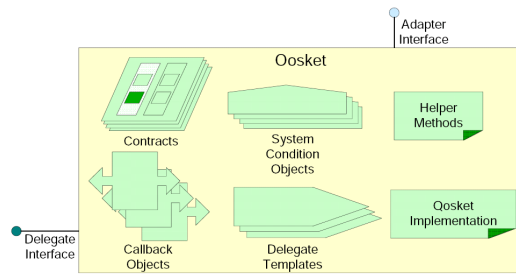 Adapter
Interface
Qosket
Contracts
System
Condition
Objects
Helper
Methods
Delegate
Interface
Callback
Objects
Delegate
Templates
Qosket
Implementation